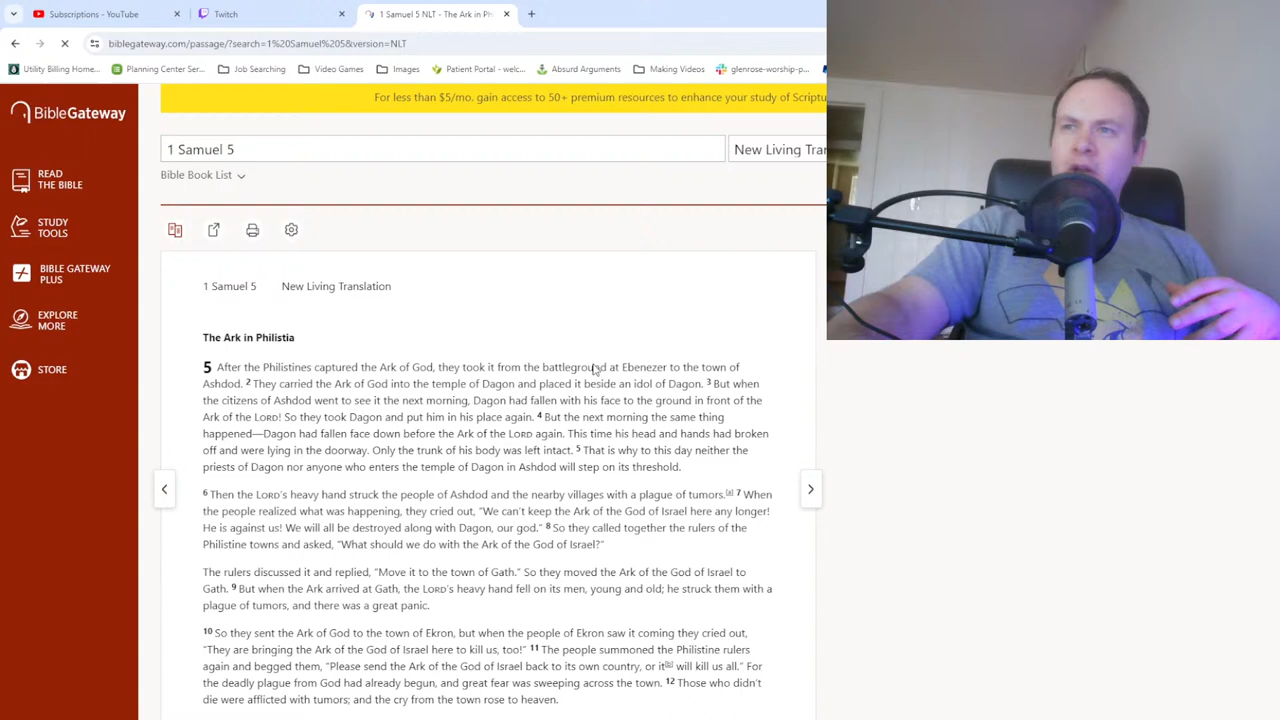 Subscriptions - YouTube
Twitch
1 Samuel 5 NLT - The Ark in Ph
biblegateway.com/passage/?search=1%20Samuel%205&version=NLT
Utility Billing Home...
Planning Center Ser...
Job Searching
Video Games
Images
Patient Portal - welc...
Absurd Arguments
Making Videos
glenrose-worship-p...
For less than $5/mo. gain access to 50+ premium resources to enhance your study of Scriptu
BibleGateway
1 Samuel 5
New Living Tran
Bible Book List
READ
THE BIBLE
STUDY
TOOLS
BIBLE GATEWAY
PLUS
EXPLORE
MORE
STORE
1 Samuel 5 New Living Translation
The Ark in Philistia
5 After the Philistines captured the Ark of God, they took it from the battleground at Ebenezer to the town of
Ashdod. 2 They carried the Ark of God into the temple of Dagon and placed it beside an idol of Dagon. 3 But when
the citizens of Ashdod went to see it the next morning, Dagon had fallen with his face to the ground in front of the
Ark of the LORD! So they took Dagon and put him in his place again. 4 But the next morning the same thing
happened—Dagon had fallen face down before the Ark of the LORD again. This time his head and hands had broken
off and were lying in the doorway. Only the trunk of his body was left intact. 5 That is why to this day neither the
priests of Dagon nor anyone who enters the temple of Dagon in Ashdod will step on its threshold.
6 Then the LORD's heavy hand struck the people of Ashdod and the nearby villages with a plague of tumors.[a] 7 When
the people realized what was happening, they cried out, “We can't keep the Ark of the God of Israel here any longer!
He is against us! We will all be destroyed along with Dagon, our god.” 8 So they called together the rulers of the
Philistine towns and asked, “What should we do with the Ark of the God of Israel?”
The rulers discussed it and replied, “Move it to the town of Gath.” So they moved the Ark of the God of Israel to
Gath. 9 But when the Ark arrived at Gath, the LORD's heavy hand fell on its men, young and old; he struck them with a
plague of tumors, and there was a great panic.
10 So they sent the Ark of God to the town of Ekron, but when the people of Ekron saw it coming they cried out,
“They are bringing the Ark of the God of Israel here to kill us, too!” 11 The people summoned the Philistine rulers
again and begged them, “Please send the Ark of the God of Israel back to its own country, or it[b] will kill us all.” For
the deadly plague from God had already begun, and great fear was sweeping across the town. 12 Those who didn't
die were afflicted with tumors; and the cry from the town rose to heaven.